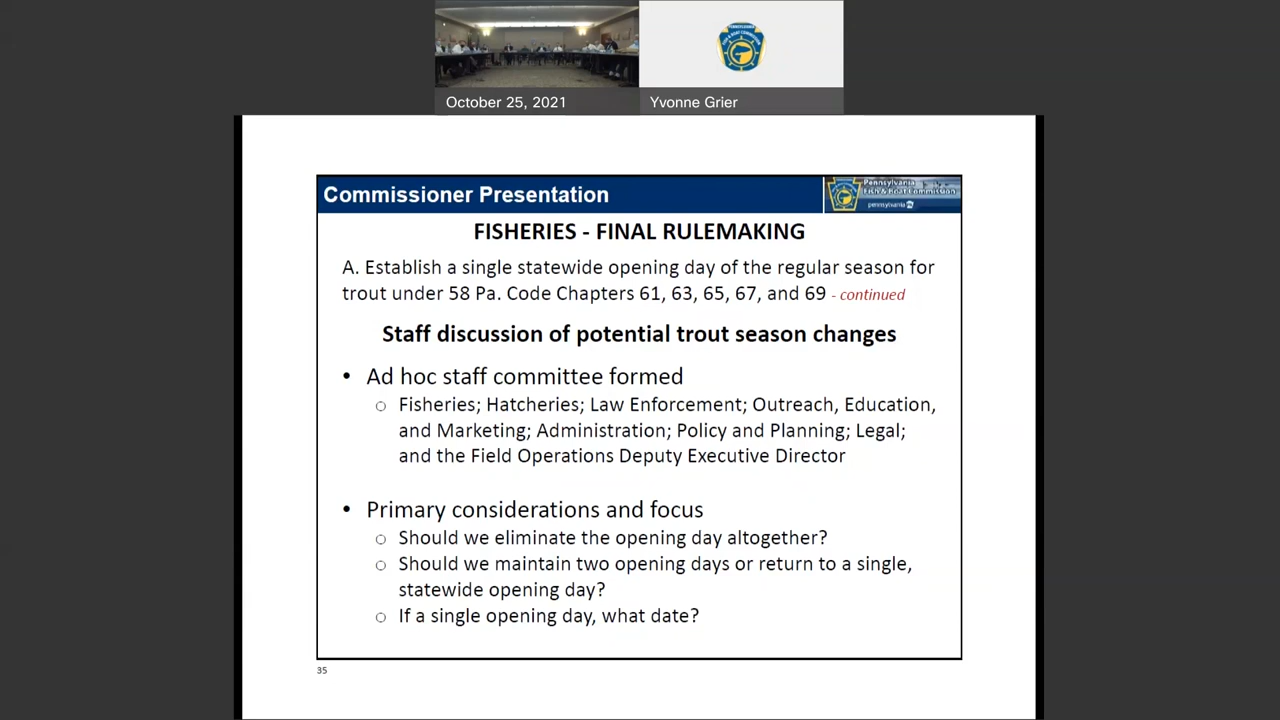 October 25, 2021
Yvonne Grier
Commissioner Presentation
Pennsylvania
Fish & Boat Commission
pennsylvania
FISHERIES - FINAL RULEMAKING
A. Establish a single statewide opening day of the regular season for
trout under 58 Pa. Code Chapters 61, 63, 65, 67, and 69 - continued
Staff discussion of potential trout season changes
• Ad hoc staff committee formed
○ Fisheries; Hatcheries; Law Enforcement; Outreach, Education,
and Marketing; Administration; Policy and Planning; Legal;
and the Field Operations Deputy Executive Director
• Primary considerations and focus
○ Should we eliminate the opening day altogether?
○ Should we maintain two opening days or return to a single,
statewide opening day?
○ If a single opening day, what date?
35